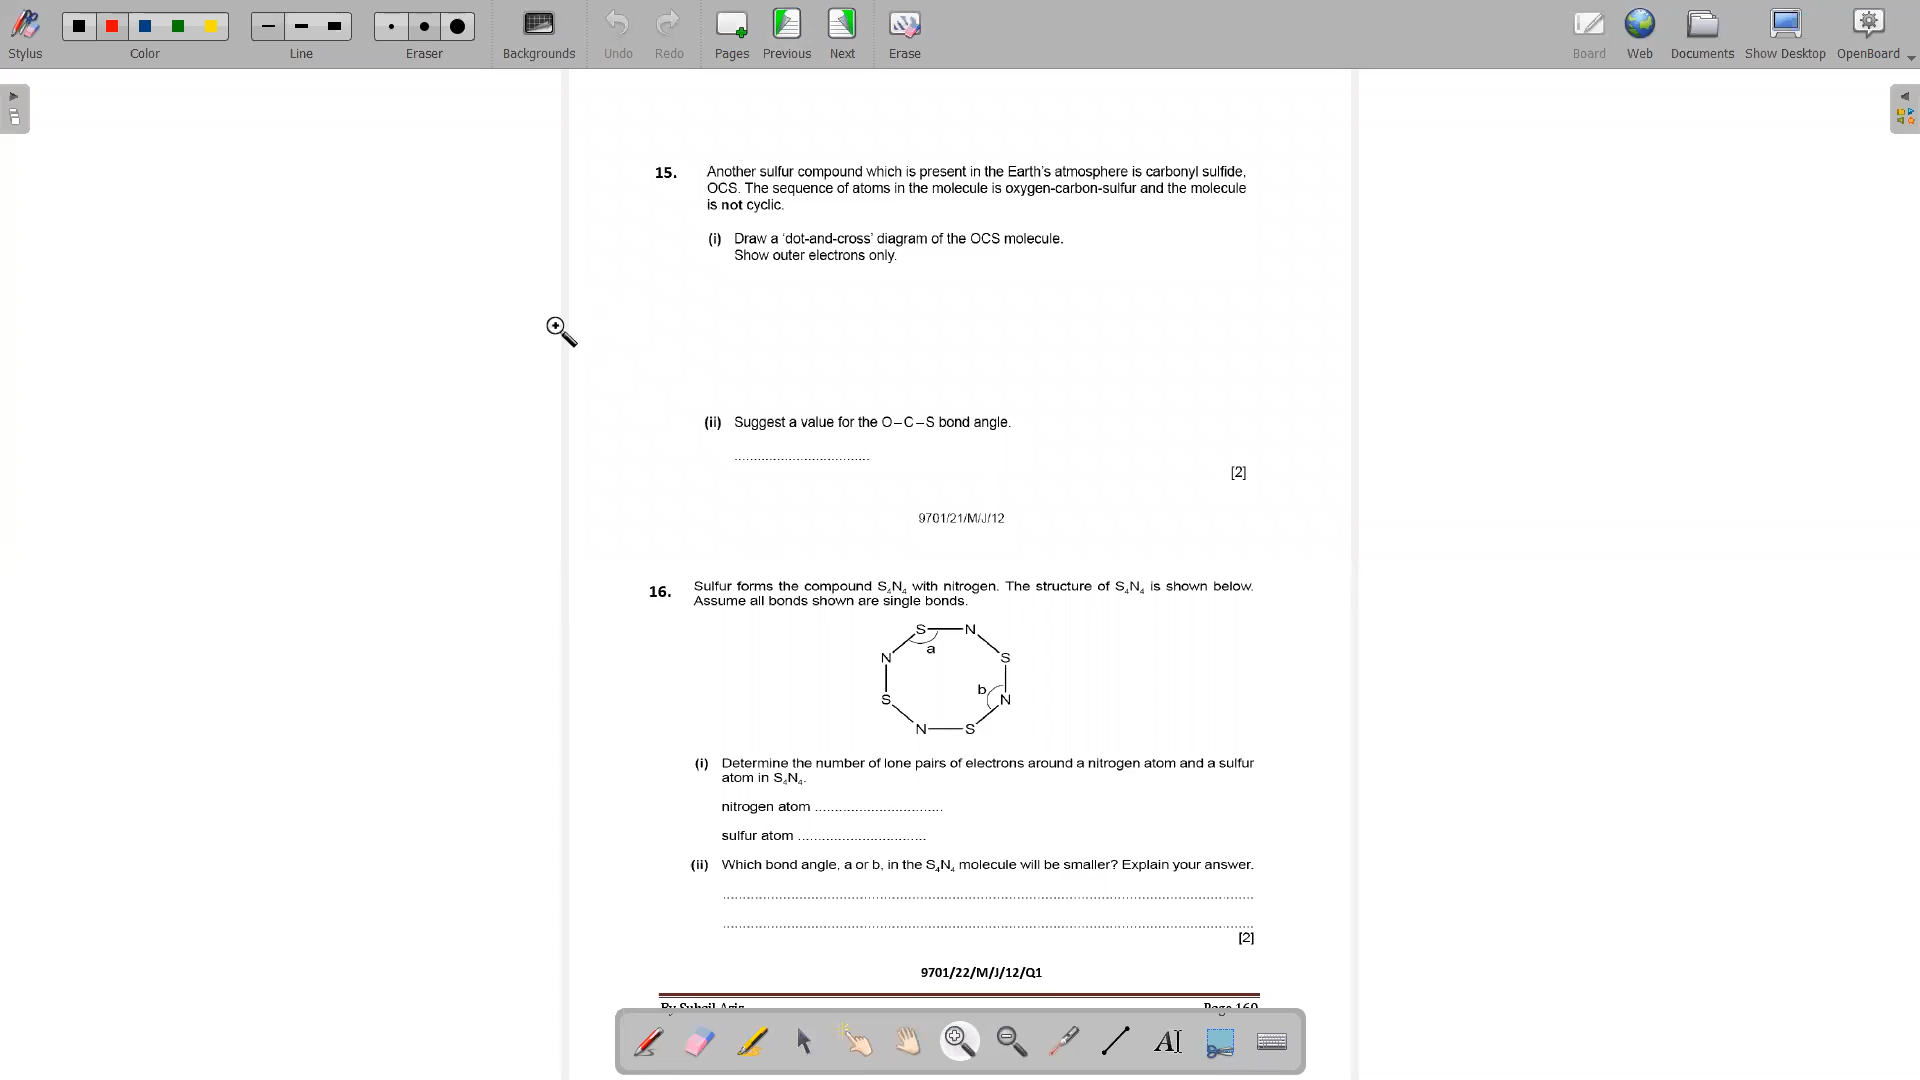 Stylus
Color
Line
Eraser
Backgrounds
Undo
Redo
Pages
Previous
Next
Erase
Board
Web
Documents
Show Desktop
OpenBoard
15. Another sulfur compound which is present in the Earth's atmosphere is carbonyl sulfide,
OCS. The sequence of atoms in the molecule is oxygen-carbon-sulfur and the molecule
is not cyclic.
(i) Draw a 'dot-and-cross' diagram of the OCS molecule.
Show outer electrons only.
(ii) Suggest a value for the O–C–S bond angle.
...................................
[2]
9701/21/M/J/12
16. Sulfur forms the compound S₄N₄ with nitrogen. The structure of S₄N₄ is shown below.
Assume all bonds shown are single bonds.
S N
a
N S
b
S N
N S
(i) Determine the number of lone pairs of electrons around a nitrogen atom and a sulfur
atom in S₄N₄.
nitrogen atom ................................
sulfur atom ................................
(ii) Which bond angle, a or b, in the S₄N₄ molecule will be smaller? Explain your answer.
....................................................................................................................................
....................................................................................................................................
[2]
9701/22/M/J/12/Q1
By Suhail Aziz Page 160